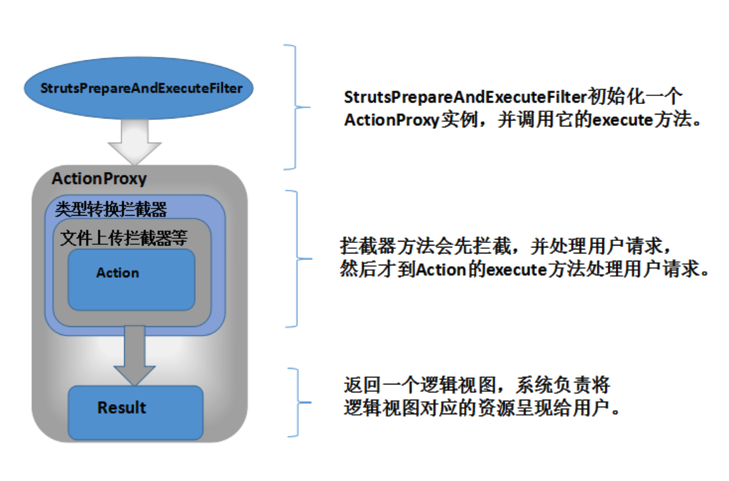 StrutsPrepareAndExecuteFilter
StrutsPrepareAndExecuteFilter初始化一个
ActionProxy实例，并调用它的execute方法。
ActionProxy
类型转换拦截器
文件上传拦截器等
Action
拦截器方法会先拦截，并处理用户请求，
然后才到Action的execute方法处理用户请求。
Result
返回一个逻辑视图，系统负责将
逻辑视图对应的资源呈现给用户。